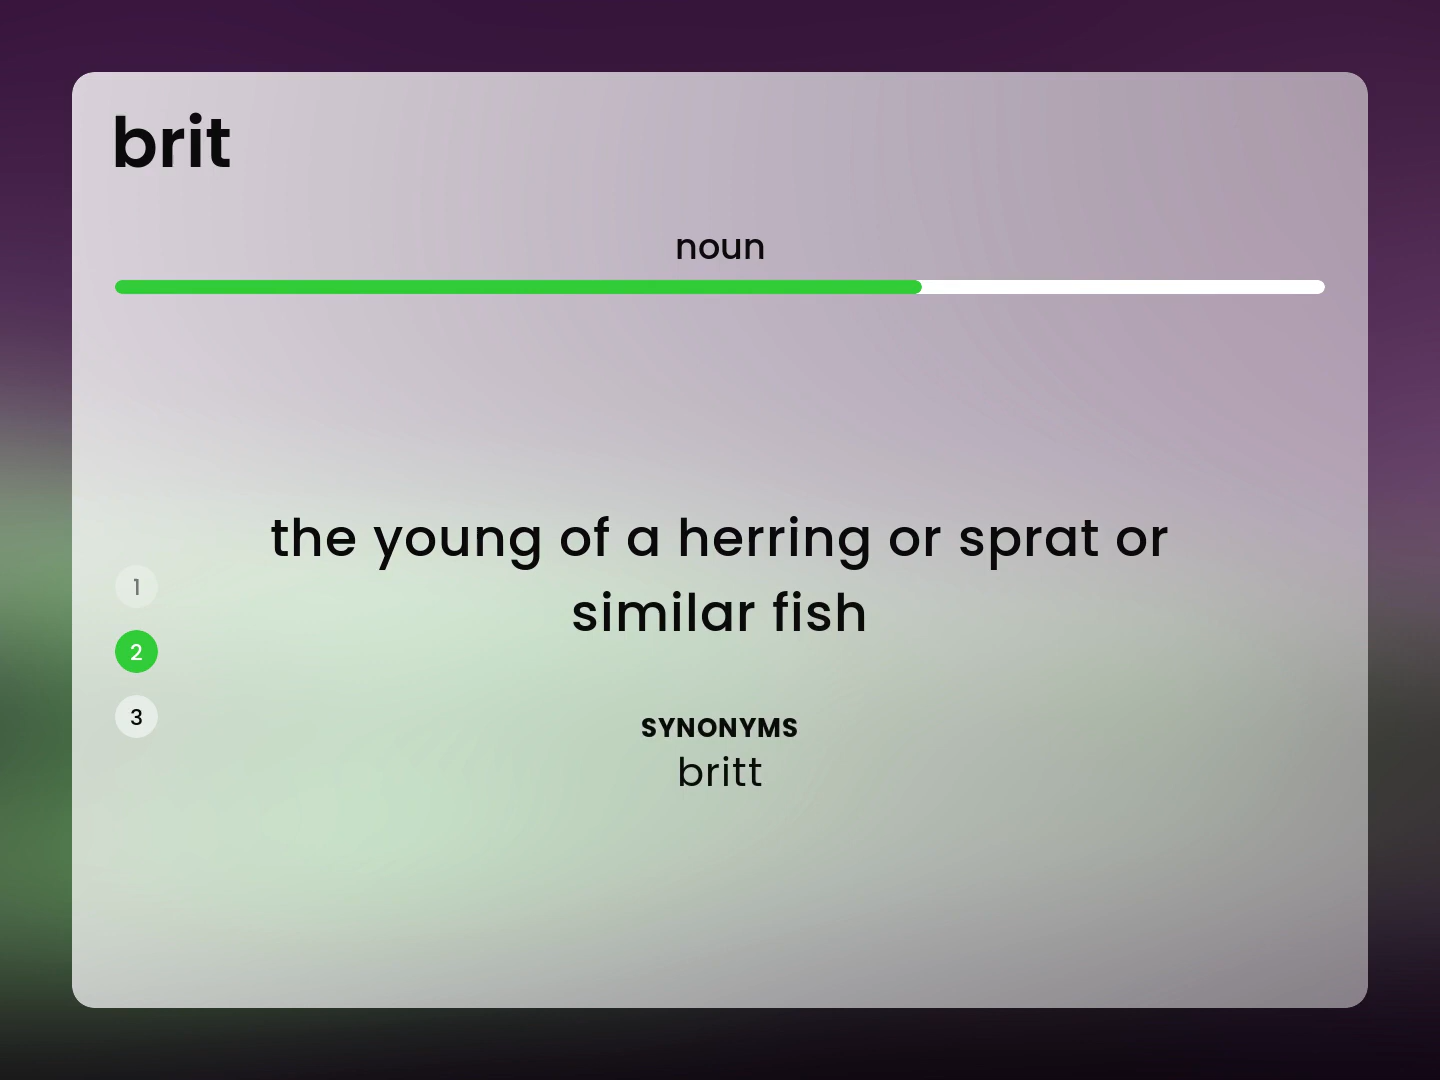 brit
noun
the young of a herring or sprat or
similar fish
1
2
3
SYNONYMS
britt